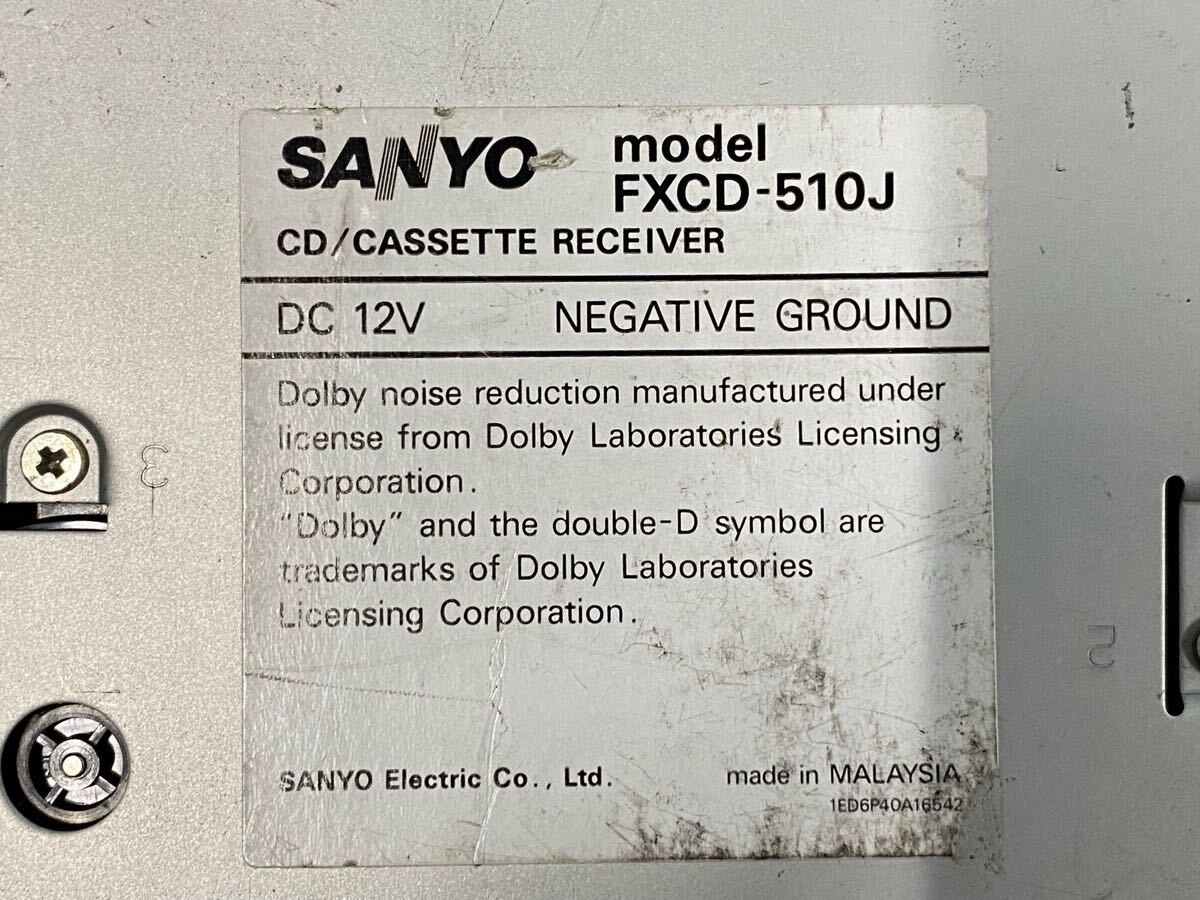 SANYO
model
FXCD-510J
CD/CASSETTE RECEIVER
DC 12V NEGATIVE GROUND
Dolby noise reduction manufactured under
license from Dolby Laboratories Licensing
Corporation.
"Dolby" and the double-D symbol are
trademarks of Dolby Laboratories
Licensing Corporation.
SANYO Electric Co., Ltd. made in MALAYSIA
1ED6P40A16542
3
2